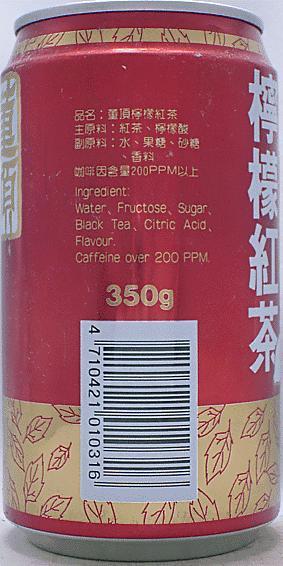 品名：董頂檸檬紅茶
主原料：紅茶、檸檬酸
副原料：水、果糖、砂糖
、香料
咖啡因含量200PPM以上
Ingredient:
Water, Fructose, Sugar,
Black Tea, Citric Acid,
Flavour.
Caffeine over 200 PPM.
350g
4 710421 010316
檸檬紅茶